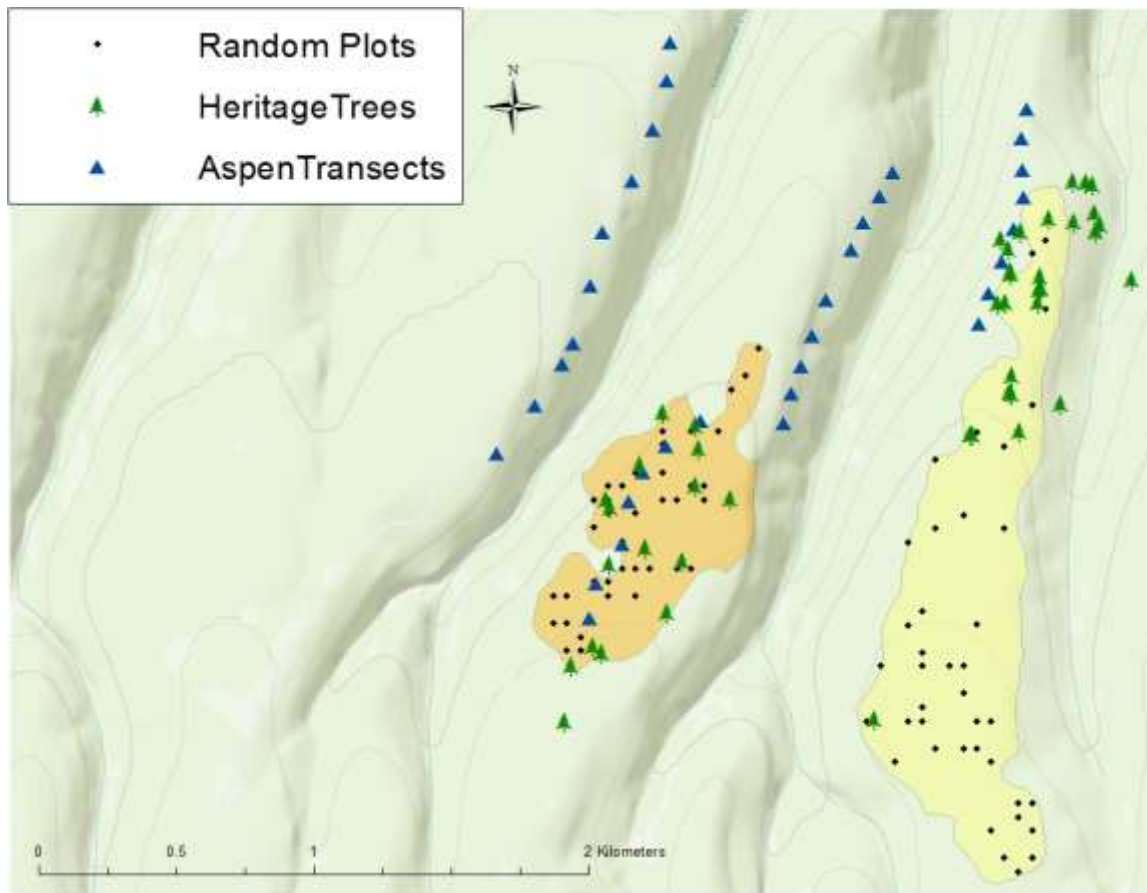 Random Plots
HeritageTrees
AspenTransects
N
0 0.5 1 2 Kilometers